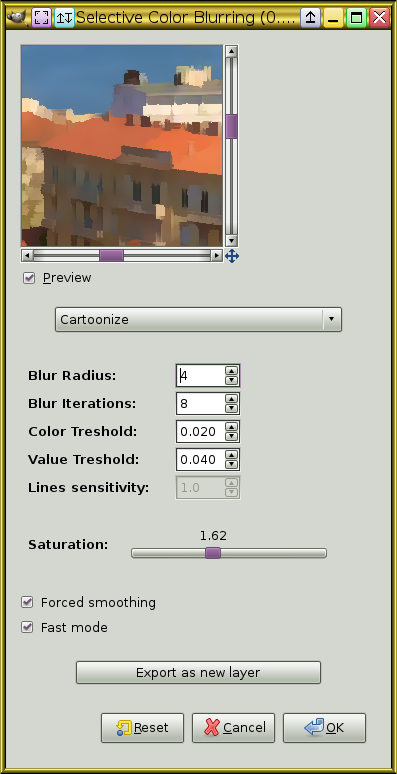 Selective Color Blurring (0....
Preview
Cartoonize
Blur Radius: 4
Blur Iterations: 8
Color Treshold: 0.020
Value Treshold: 0.040
Lines sensitivity: 1.0
1.62
Saturation:
Forced smoothing
Fast mode
Export as new layer
Reset Cancel OK